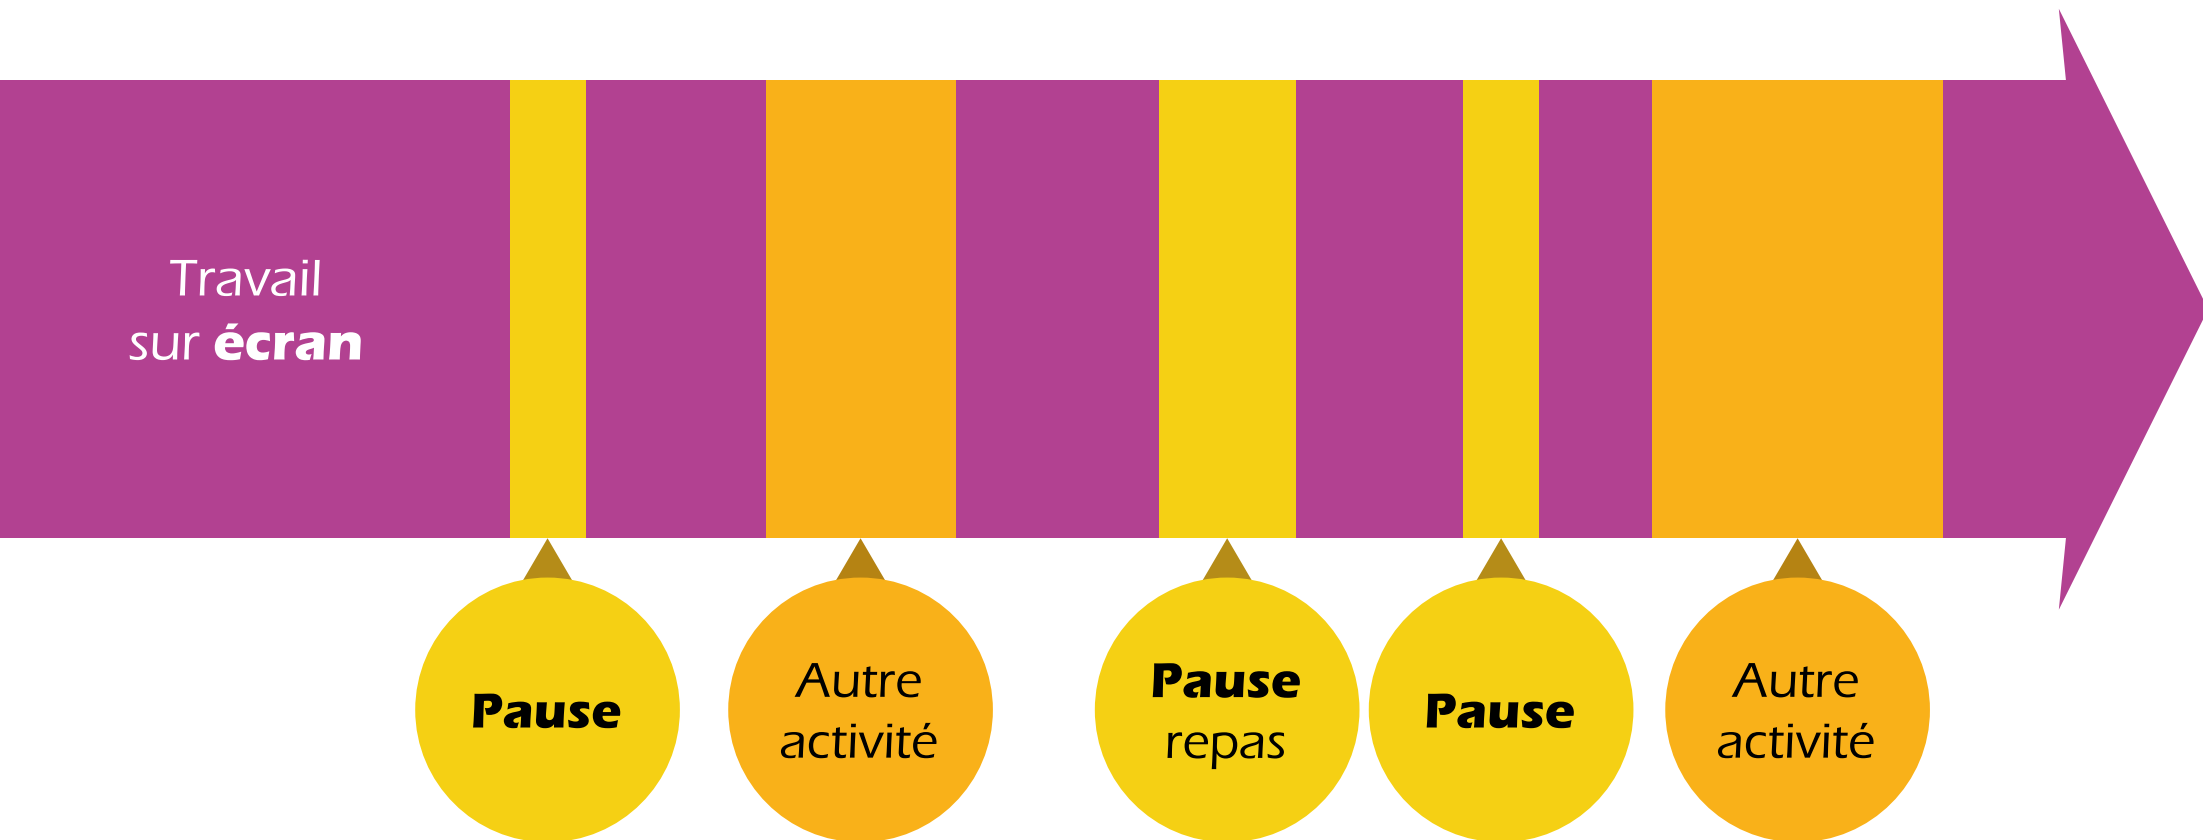 Travail
sur écran
Pause
Autre
activité
Pause
repas
Pause
Autre
activité